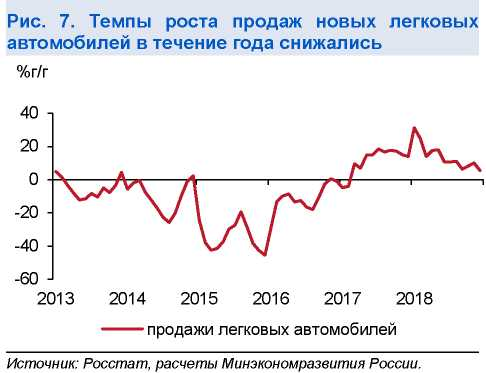 Рис. 7. Темпы роста продаж новых легковых
автомобилей в течение года снижались
%г/г
40
20
0
-20
-40
-60
2013 2014 2015 2016 2017 2018
продажи легковых автомобилей
Источник: Росстат, расчеты Минэкономразвития России.